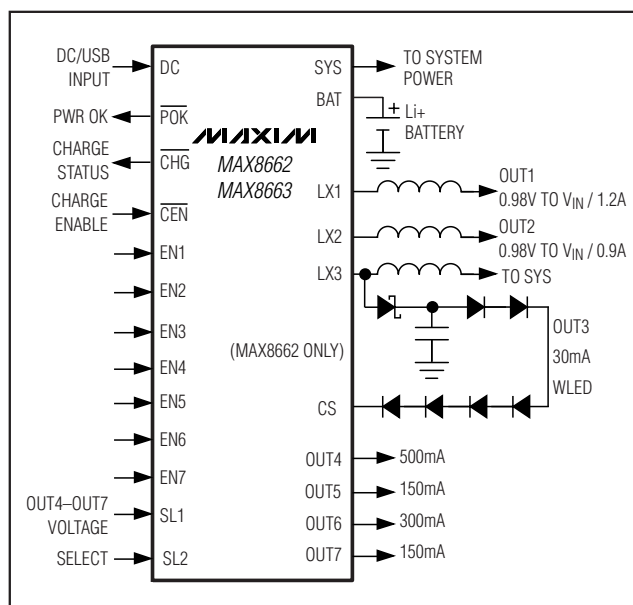 DC/USB
INPUT
DC
PWR OK
POK
CHARGE
STATUS
CHG
CHARGE
ENABLE
CEN
EN1
EN2
EN3
EN4
EN5
EN6
EN7
OUT4–OUT7
VOLTAGE
SL1
SELECT
SL2
MAXIM
MAX8662
MAX8663
(MAX8662 ONLY)
SYS
TO SYSTEM
POWER
BAT
+
Li+
BATTERY
LX1
OUT1
0.98V TO VIN / 1.2A
LX2
OUT2
0.98V TO VIN / 0.9A
LX3
TO SYS
OUT3
30mA
WLED
CS
OUT4
500mA
OUT5
150mA
OUT6
300mA
OUT7
150mA